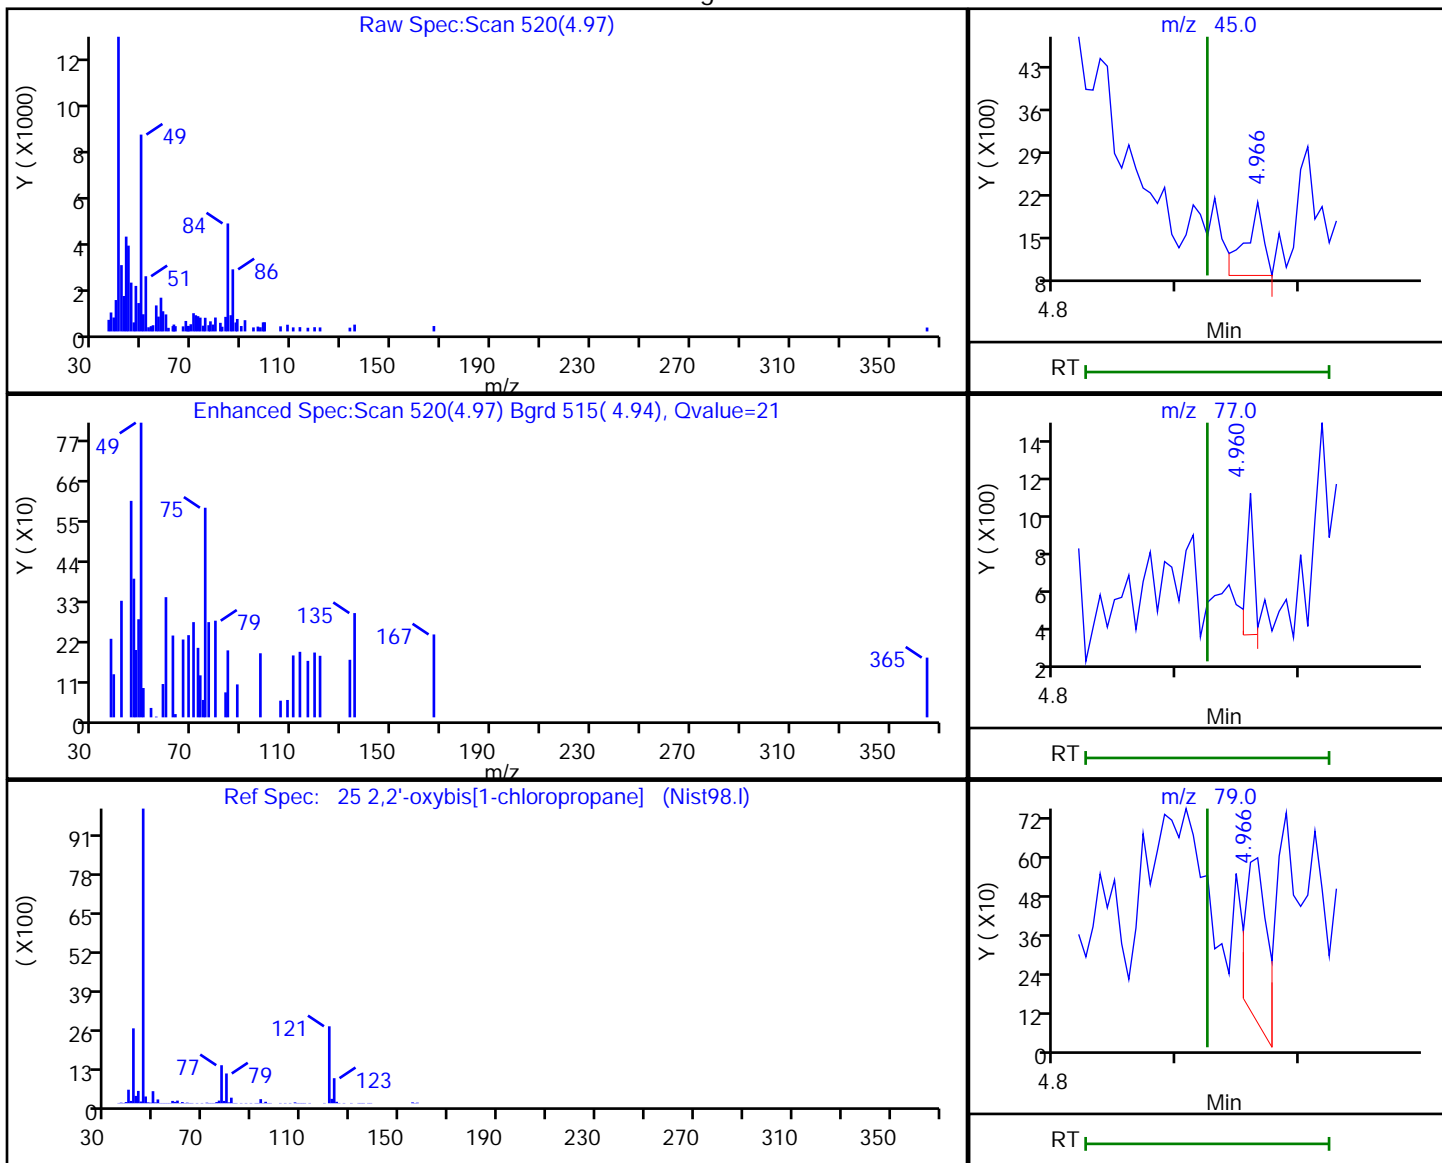 Raw Spec:Scan 520(4.97)
Y ( X1000)
12
10
8
6
4
2
0
49
84
51
86
30 70 110 150 190 230 270 310 350
m/z
m/z 45.0
Y ( X100)
43
36
29
22
15
8
4.966
4.8
Min
RT
Enhanced Spec:Scan 520(4.97) Bgrd 515( 4.94), Qvalue=21
Y ( X10)
77
66
55
44
33
22
11
0
49
75
79
135
167
365
30 70 110 150 190 230 270 310 350
m/z
m/z 77.0
Y ( X100)
14
12
10
8
6
4
2
4.960
4.8
Min
RT
Ref Spec: 25 2,2'-oxybis[1-chloropropane] (Nist98.l)
( X100)
91
78
65
52
39
26
13
0
77
79
121
123
30 70 110 150 190 230 270 310 350
m/z 79.0
Y ( X10)
72
60
48
36
24
12
0
4.966
4.8
Min
RT